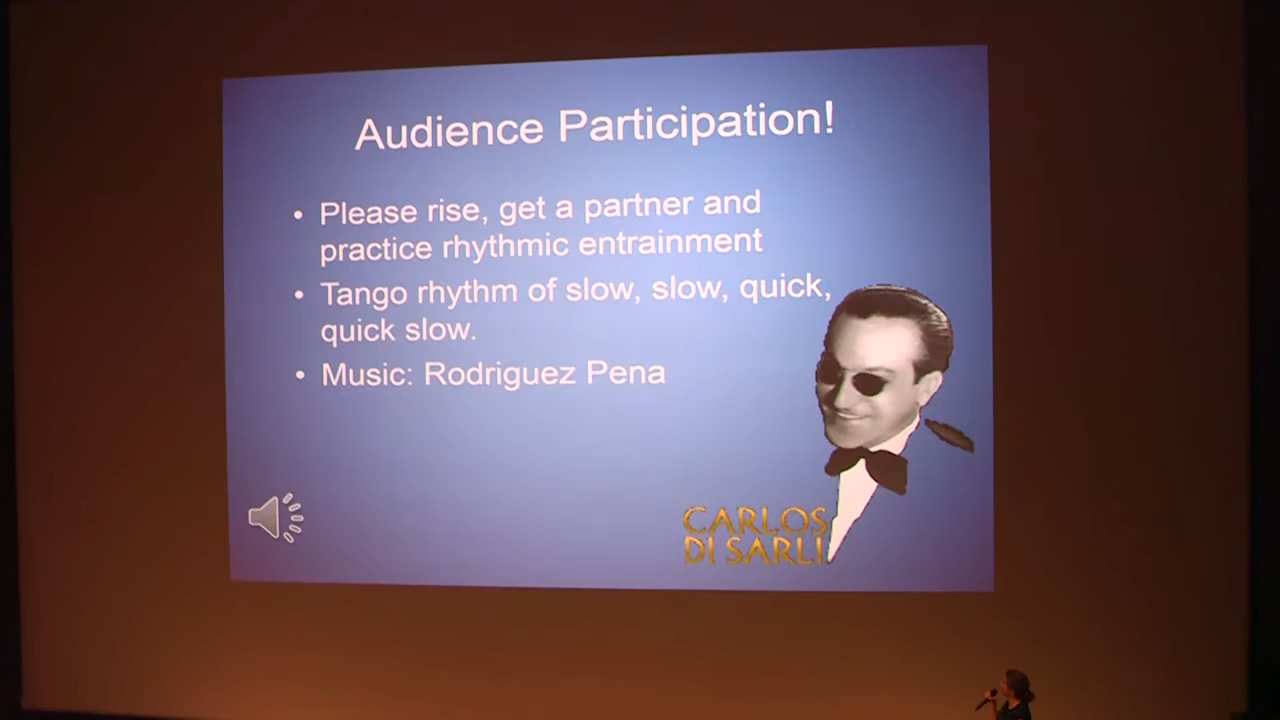 Audience Participation!
• Please rise, get a partner and
practice rhythmic entrainment
• Tango rhythm of slow, slow, quick,
quick slow.
• Music: Rodriguez Pena
CARLOS
DI SARLI